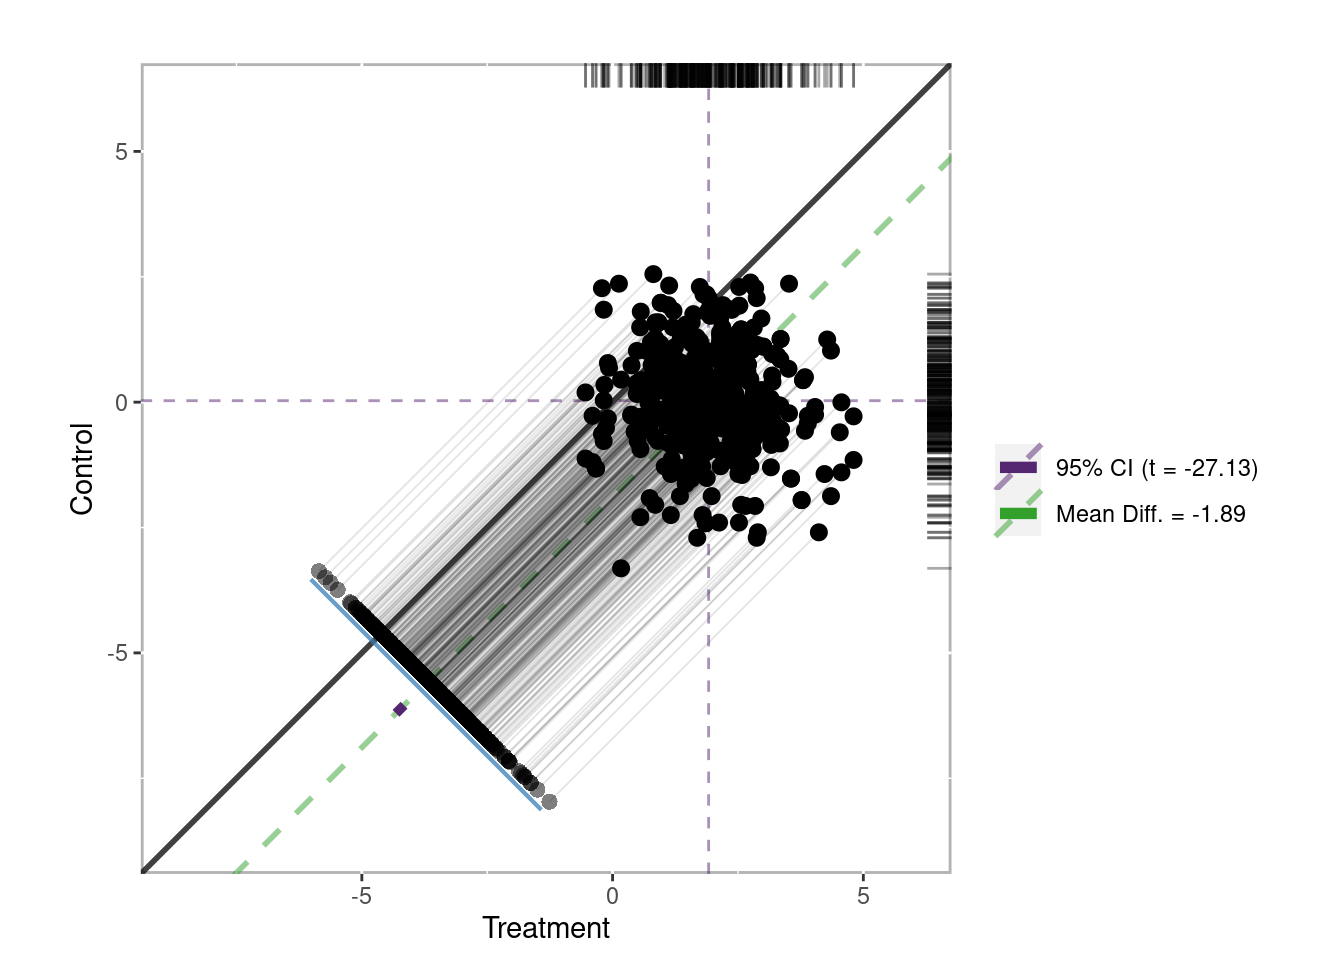 5
0
-5
Control
-5
0
5
Treatment
95% CI (t = -27.13)
Mean Diff. = -1.89